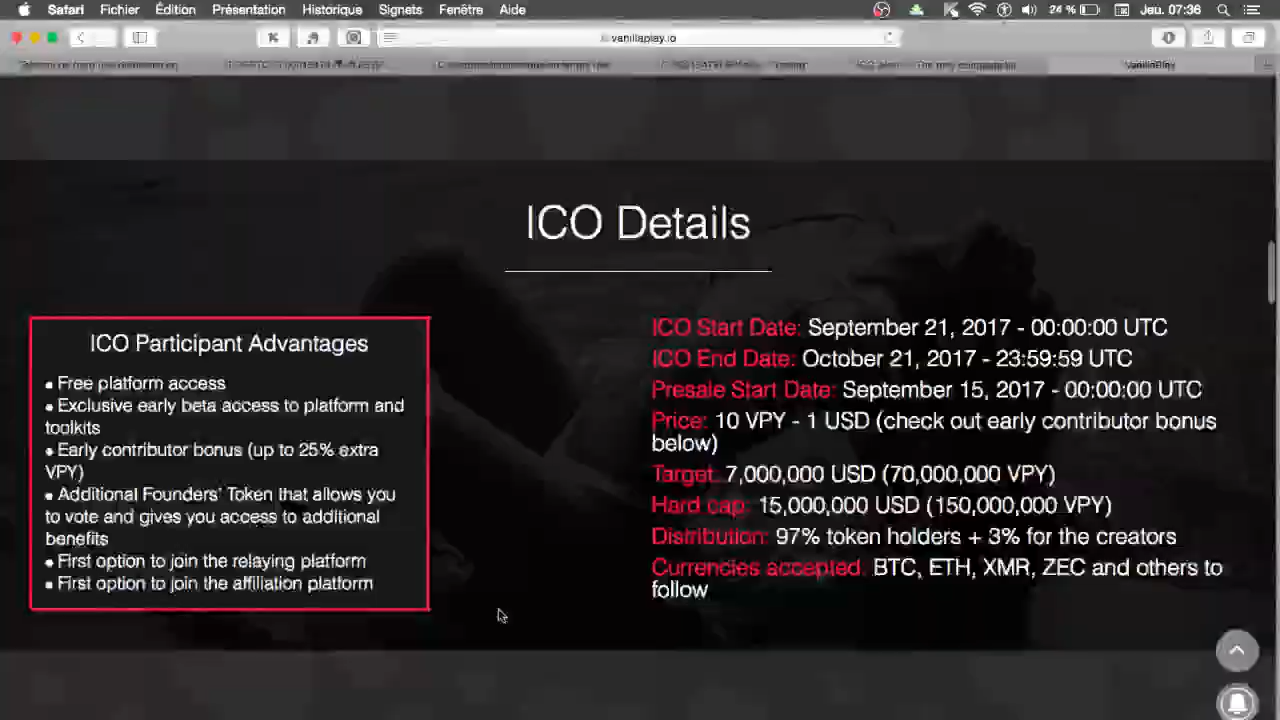 Safari Fichier Édition Présentation Historique Signets Fenêtre Aide 24 % Jeu. 07:36
vanillaplay.io
VanillaPlay
ICO Details
ICO Participant Advantages
• Free platform access
• Exclusive early beta access to platform and
toolkits
• Early contributor bonus (up to 25% extra
VPY)
• Additional Founders' Token that allows you
to vote and gives you access to additional
benefits
• First option to join the relaying platform
• First option to join the affiliation platform
ICO Start Date: September 21, 2017 - 00:00:00 UTC
ICO End Date: October 21, 2017 - 23:59:59 UTC
Presale Start Date: September 15, 2017 - 00:00:00 UTC
Price: 10 VPY - 1 USD (check out early contributor bonus
below)
Target: 7,000,000 USD (70,000,000 VPY)
Hard cap: 15,000,000 USD (150,000,000 VPY)
Distribution: 97% token holders + 3% for the creators
Currencies accepted: BTC, ETH, XMR, ZEC and others to
follow